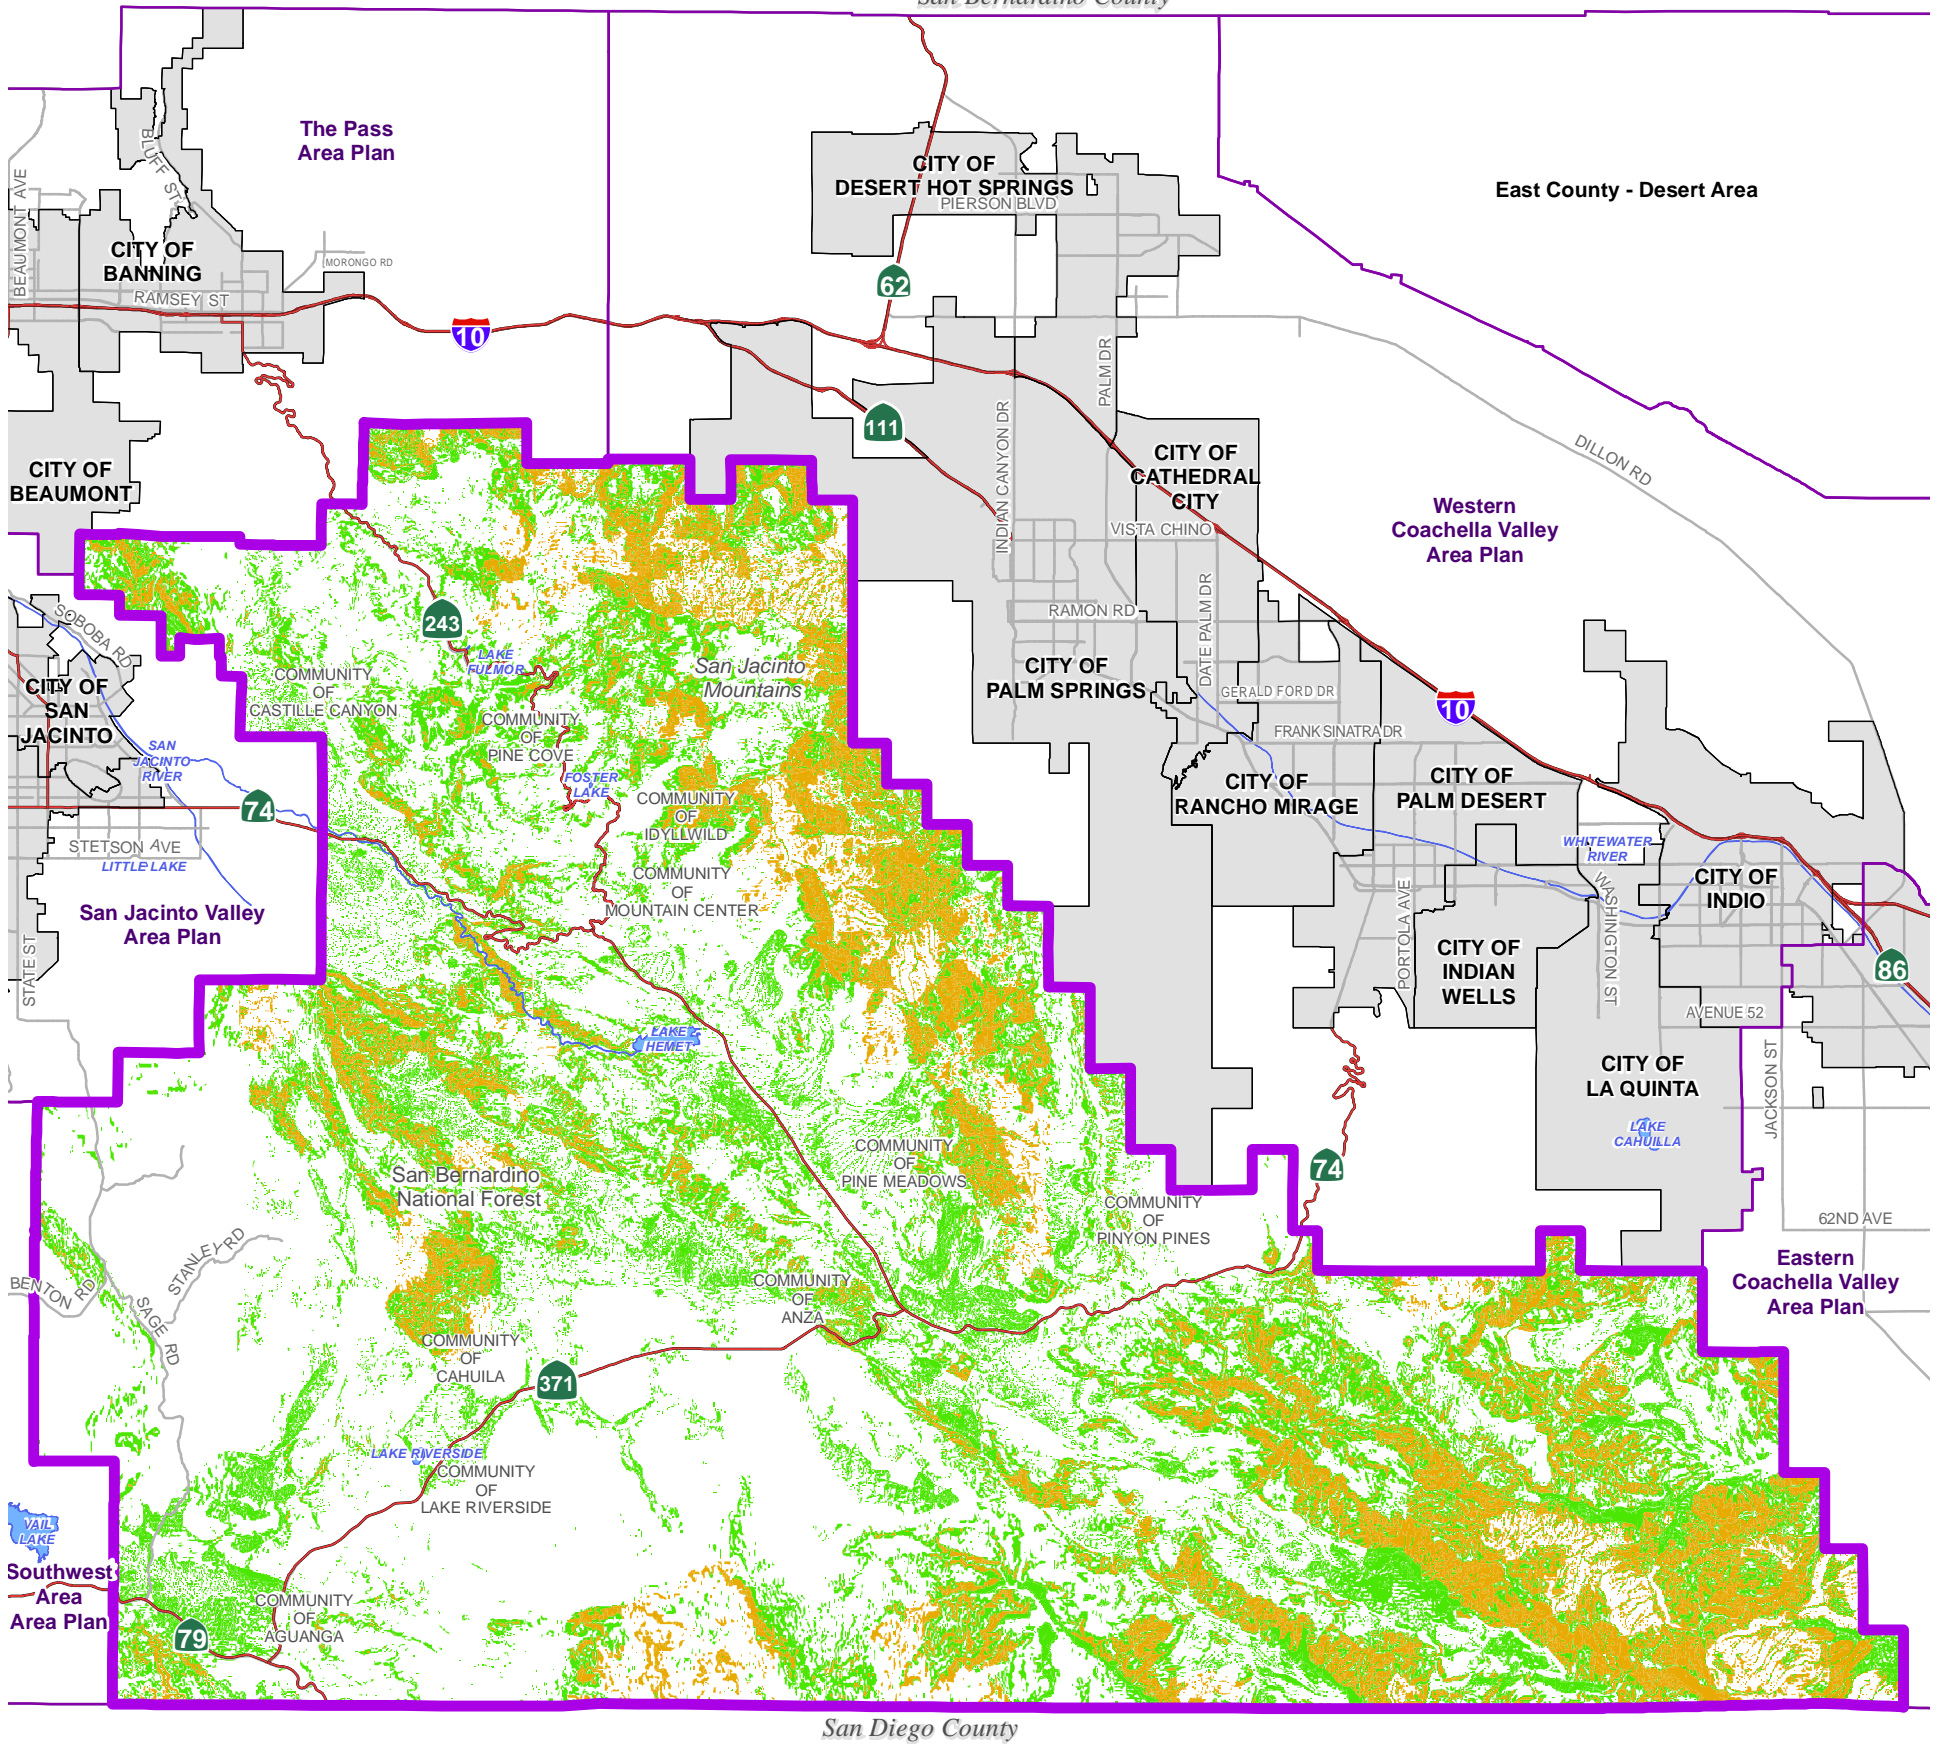 San Bernardino County
The Pass
Area Plan
BLUFF ST
BEAUMONT AVE
CITY OF
BANNING
RAMSEY ST
MORONGO RD
10
CITY OF
DESERT HOT SPRINGS
PIERSON BLVD
62
East County - Desert Area
PALM DR
111
INDIAN CANYON DR
CITY OF
BEAUMONT
CITY OF
CATHEDRAL
CITY
VISTA CHINO
DILLON RD
Western
Coachella Valley
Area Plan
SOBOBA RD
243
LAKE
FULMOR
RAMON RD
DATE PALM DR
COMMUNITY
OF
CASTILLE CANYON
San Jacinto
Mountains
CITY OF
PALM SPRINGS
GERALD FORD DR
10
CITY OF
SAN
JACINTO
SAN
JACINTO
RIVER
COMMUNITY
OF
PINE COVE
FRANK SINATRA DR
FOSTER
LAKE
CITY OF
RANCHO MIRAGE
CITY OF
PALM DESERT
74
COMMUNITY
OF
IDYLLWILD
STETSON AVE
LITTLE LAKE
WHITEWATER
RIVER
COMMUNITY
OF
MOUNTAIN CENTER
CITY OF
INDIO
WASHINGTON ST
PORTOLA AVE
San Jacinto Valley
Area Plan
STATE ST
CITY OF
INDIAN
WELLS
86
AVENUE 52
LAKE
HEMET
JACKSON ST
CITY OF
LA QUINTA
LAKE
CAHUILLA
COMMUNITY
OF
PINE MEADOWS
74
San Bernardino
National Forest
COMMUNITY
OF
PINYON PINES
62ND AVE
STANLEY RD
BENTON RD
SAGE RD
COMMUNITY
OF
ANZA
Eastern
Coachella Valley
Area Plan
COMMUNITY
OF
CAHUILA
371
LAKE RIVERSIDE
COMMUNITY
OF
LAKE RIVERSIDE
VAIL
LAKE
Southwest
Area
Area Plan
COMMUNITY
OF
AGUANGA
79
San Diego County